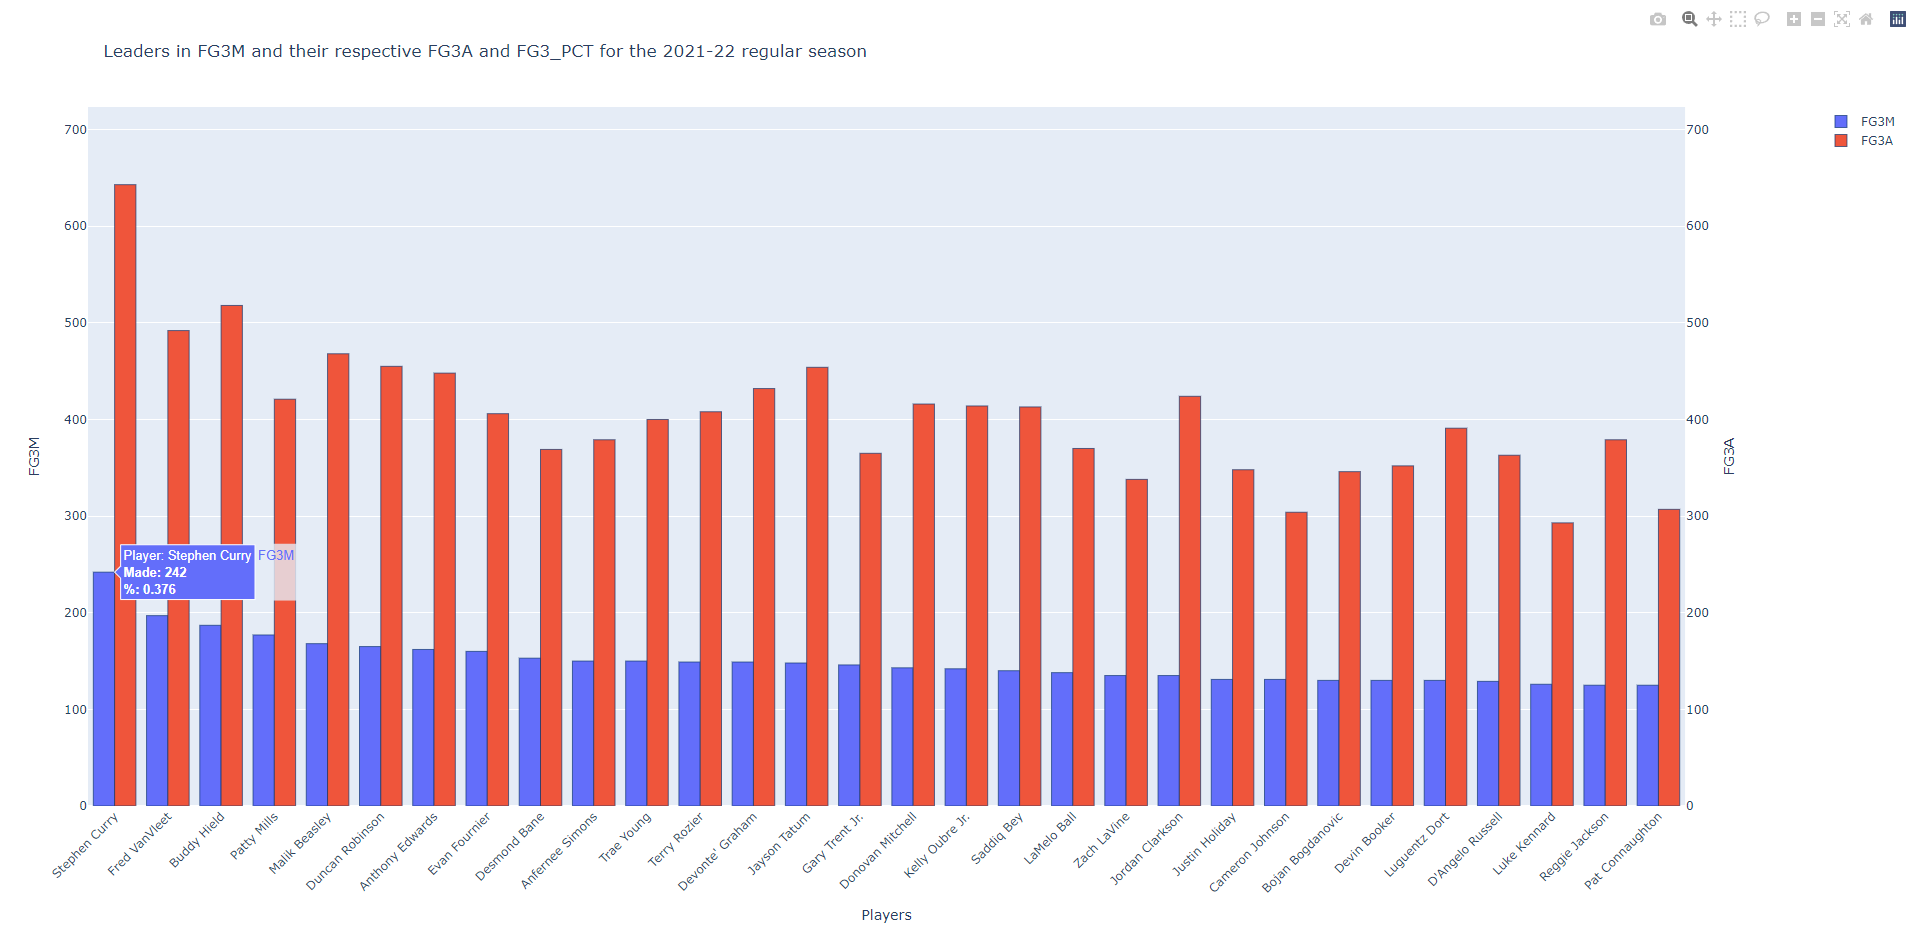 Leaders in FG3M and their respective FG3A and FG3_PCT for the 2021-22 regular season
FG3M
FG3A
700
600
500
400
300
200
100
0
FG3M
Player: Stephen Curry FG3M
Made: 242
%: 0.376
700
600
500
400
300
200
100
0
FG3A
Stephen Curry
Fred VanVleet
Buddy Hield
Patty Mills
Malik Beasley
Duncan Robinson
Anthony Edwards
Evan Fournier
Desmond Bane
Anfernee Simons
Trae Young
Terry Rozier
Devonte' Graham
Jayson Tatum
Gary Trent Jr.
Donovan Mitchell
Kelly Oubre Jr.
Saddiq Bey
LaMelo Ball
Zach LaVine
Jordan Clarkson
Justin Holiday
Cameron Johnson
Bojan Bogdanovic
Devin Booker
Luguentz Dort
D'Angelo Russell
Luke Kennard
Reggie Jackson
Pat Connaughton
Players